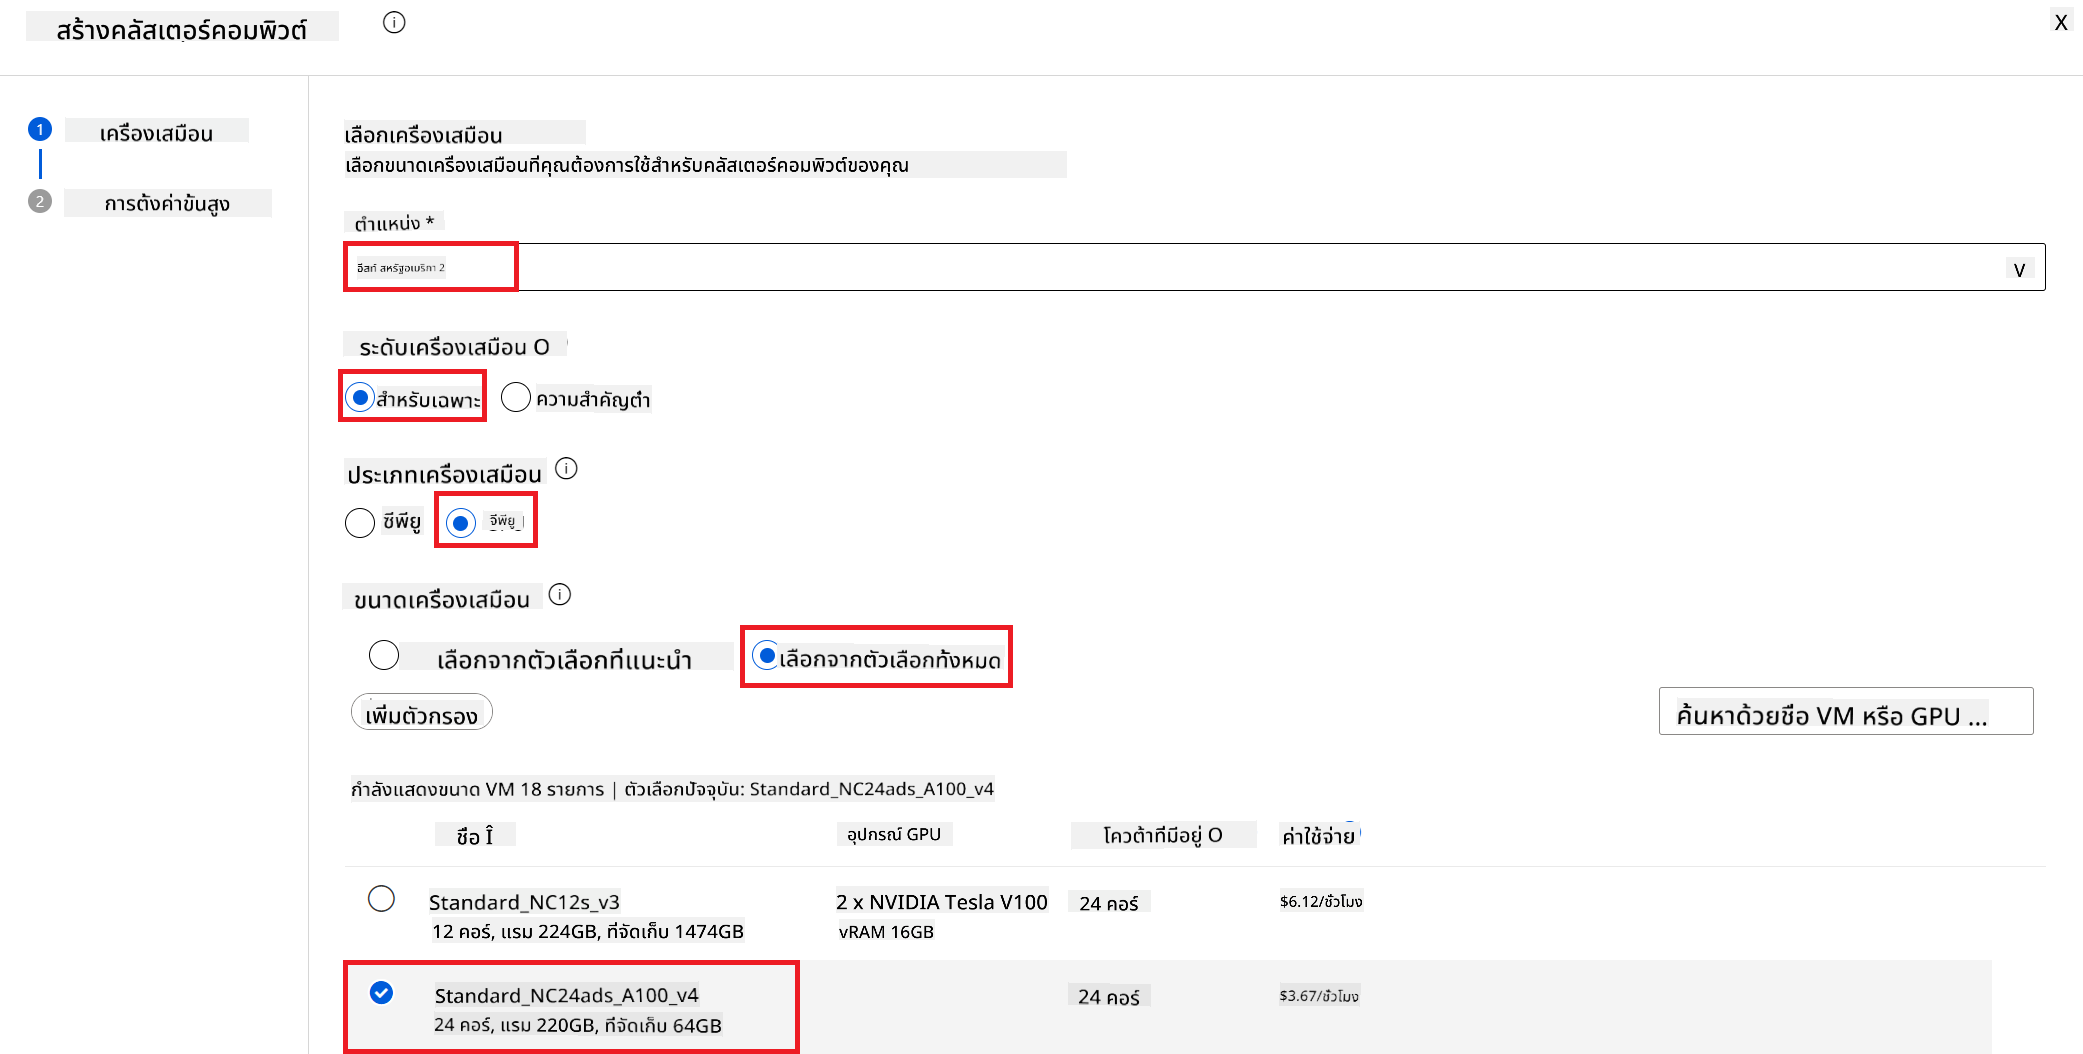 สร้างคลัสเตอร์คอมพิวต์
X
1 เครื่องเสมือน
2 การตั้งค่าขั้นสูง
เลือกเครื่องเสมือน
เลือกขนาดเครื่องเสมือนที่คุณต้องการใช้สำหรับคลัสเตอร์คอมพิวต์ของคุณ
ตำแหน่ง *
อีสท์ สหรัฐอเมริกา 2
V
ระดับเครื่องเสมือน O
สำหรับเฉพาะ ความสำคัญต่ำ
ประเภทเครื่องเสมือน
ซีพียู จีพียู
ขนาดเครื่องเสมือน
เลือกจากตัวเลือกที่แนะนำ เลือกจากตัวเลือกทั้งหมด
เพิ่มตัวกรอง ค้นหาด้วยชื่อ VM หรือ GPU ...
กำลังแสดงขนาด VM 18 รายการ | ตัวเลือกปัจจุบัน: Standard_NC24ads_A100_v4
ชื่อ Î อุปกรณ์ GPU โควต้าที่มีอยู่ O ค่าใช้จ่าย
Standard_NC12s_v3 2 x NVIDIA Tesla V100 24 คอร์ $6.12/ชั่วโมง
12 คอร์, แรม 224GB, ที่จัดเก็บ 1474GB vRAM 16GB
Standard_NC24ads_A100_v4 24 คอร์ $3.67/ชั่วโมง
24 คอร์, แรม 220GB, ที่จัดเก็บ 64GB